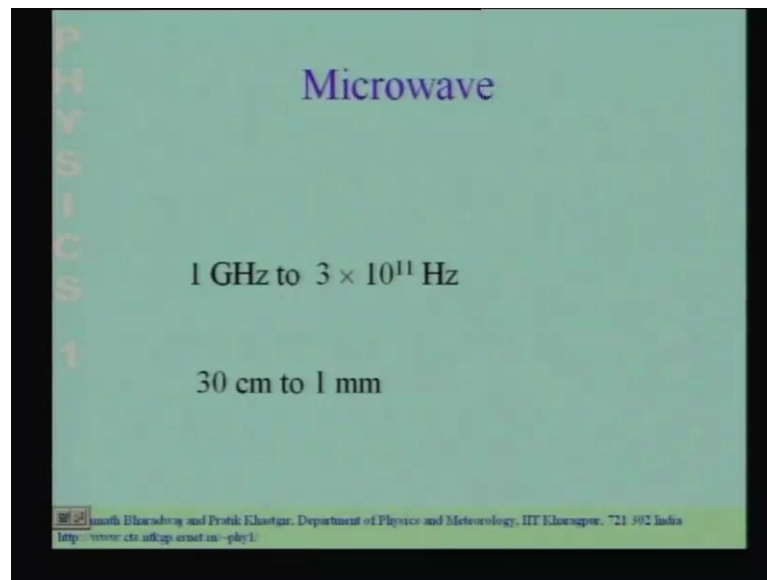 PHYSICS 1
Microwave
1 GHz to 3 × 10¹¹ Hz
30 cm to 1 mm
Bharadwaj and Pratik Khastgir, Department of Physics and Meteorology, IIT Kharagpur, 721 302 India